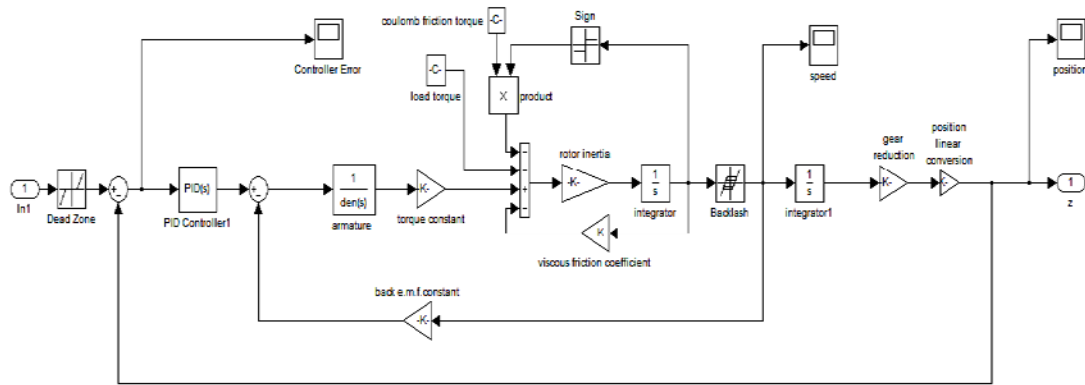 coulomb friction torque
-C-
Sign
Controller Error
-C-
load torque
X
product
speed
position
rotor inertia
gear
reduction
position
linear
conversion
1
In1
Dead Zone
+
-
PID(s)
PID Controller1
+
-
1
den(s)
armature
K-
torque constant
-
-
+
-
-K-
1
s
integrator
Backlash
1
s
integrator1
K-
K-
1
z
K
viscous friction coefficient
back e.m.f.constant
-K-